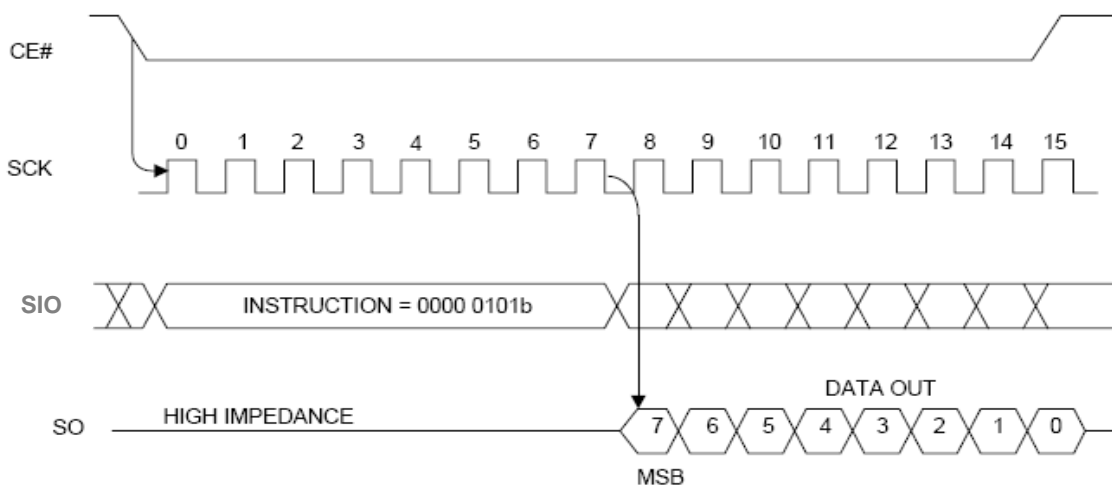 CE#
0 1 2 3 4 5 6 7 8 9 10 11 12 13 14 15
SCK
SIO INSTRUCTION = 0000 0101b
DATA OUT
HIGH IMPEDANCE
SO 7 6 5 4 3 2 1 0
MSB